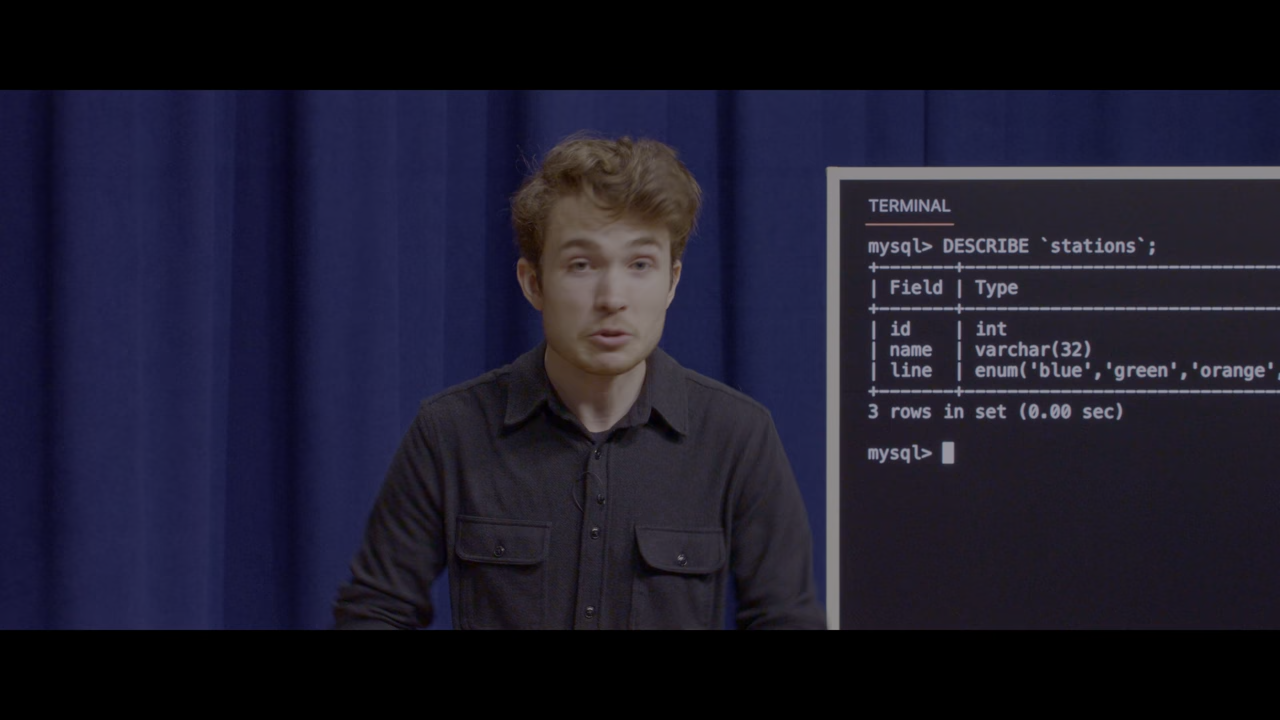 TERMINAL
mysql> DESCRIBE `stations`;
+-------+------------------------------
| Field | Type
+-------+------------------------------
| id    | int
| name  | varchar(32)
| line  | enum('blue','green','orange',
+-------+------------------------------
3 rows in set (0.00 sec)
mysql>